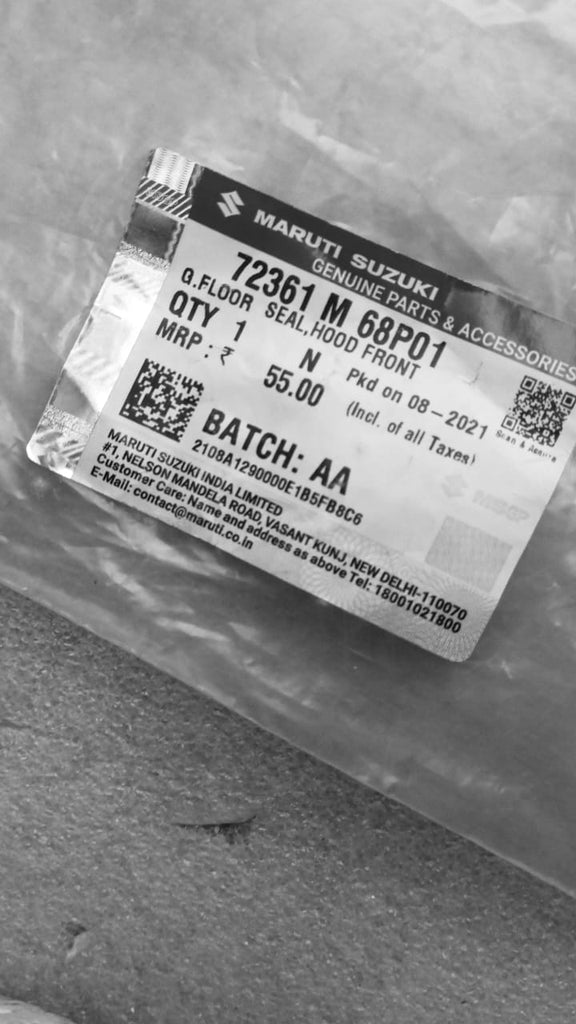 MARUTI SUZUKI
GENUINE PARTS & ACCESSORIES
72361 M 68P01
G.FLOOR SEAL,HOOD FRONT
QTY 1 N Pkd on 08-2021
MRP : ₹ 55.00 (Incl. of all Taxes)
Scan & Assure
BATCH: AA
2108A1290000E1B5FB8C6
MARUTI SUZUKI INDIA LIMITED
#1, NELSON MANDELA ROAD, VASANT KUNJ, NEW DELHI-110070
Customer Care: Name and address as above Tel: 18001021800
E-Mail: contact@maruti.co.in